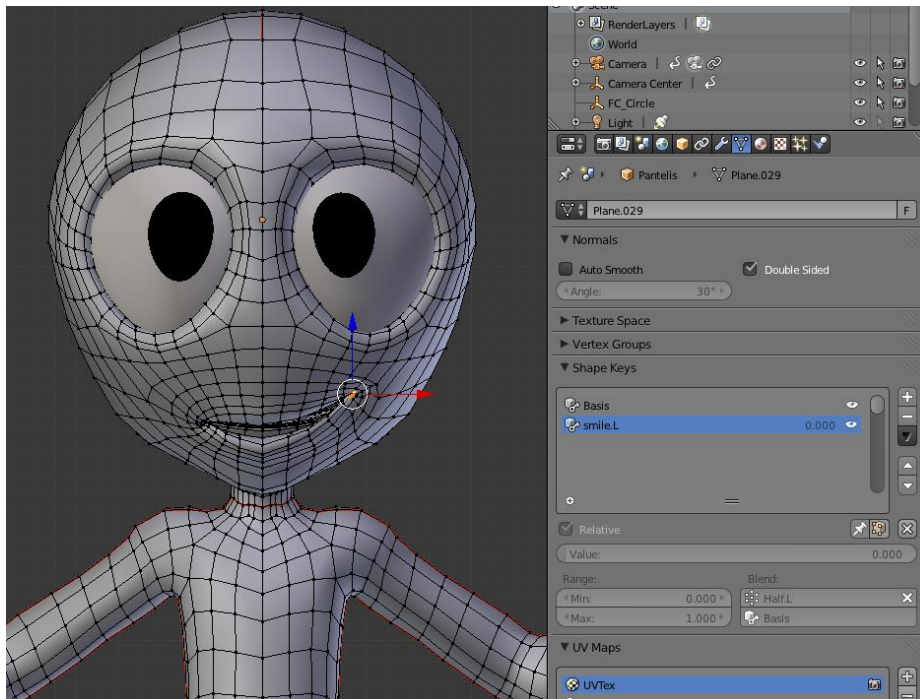 Scene
RenderLayers
World
Camera
Camera Center
FC_Circle
Light
Pantelis
Plane.029
Plane.029
F
Normals
Auto Smooth
Double Sided
Angle: 30°
Texture Space
Vertex Groups
Shape Keys
Basis
smile.L 0.000
Relative
Value: 0.000
Range:
Blend:
Min: 0.000
Half.L
Max: 1.000
Basis
UV Maps
UVTex